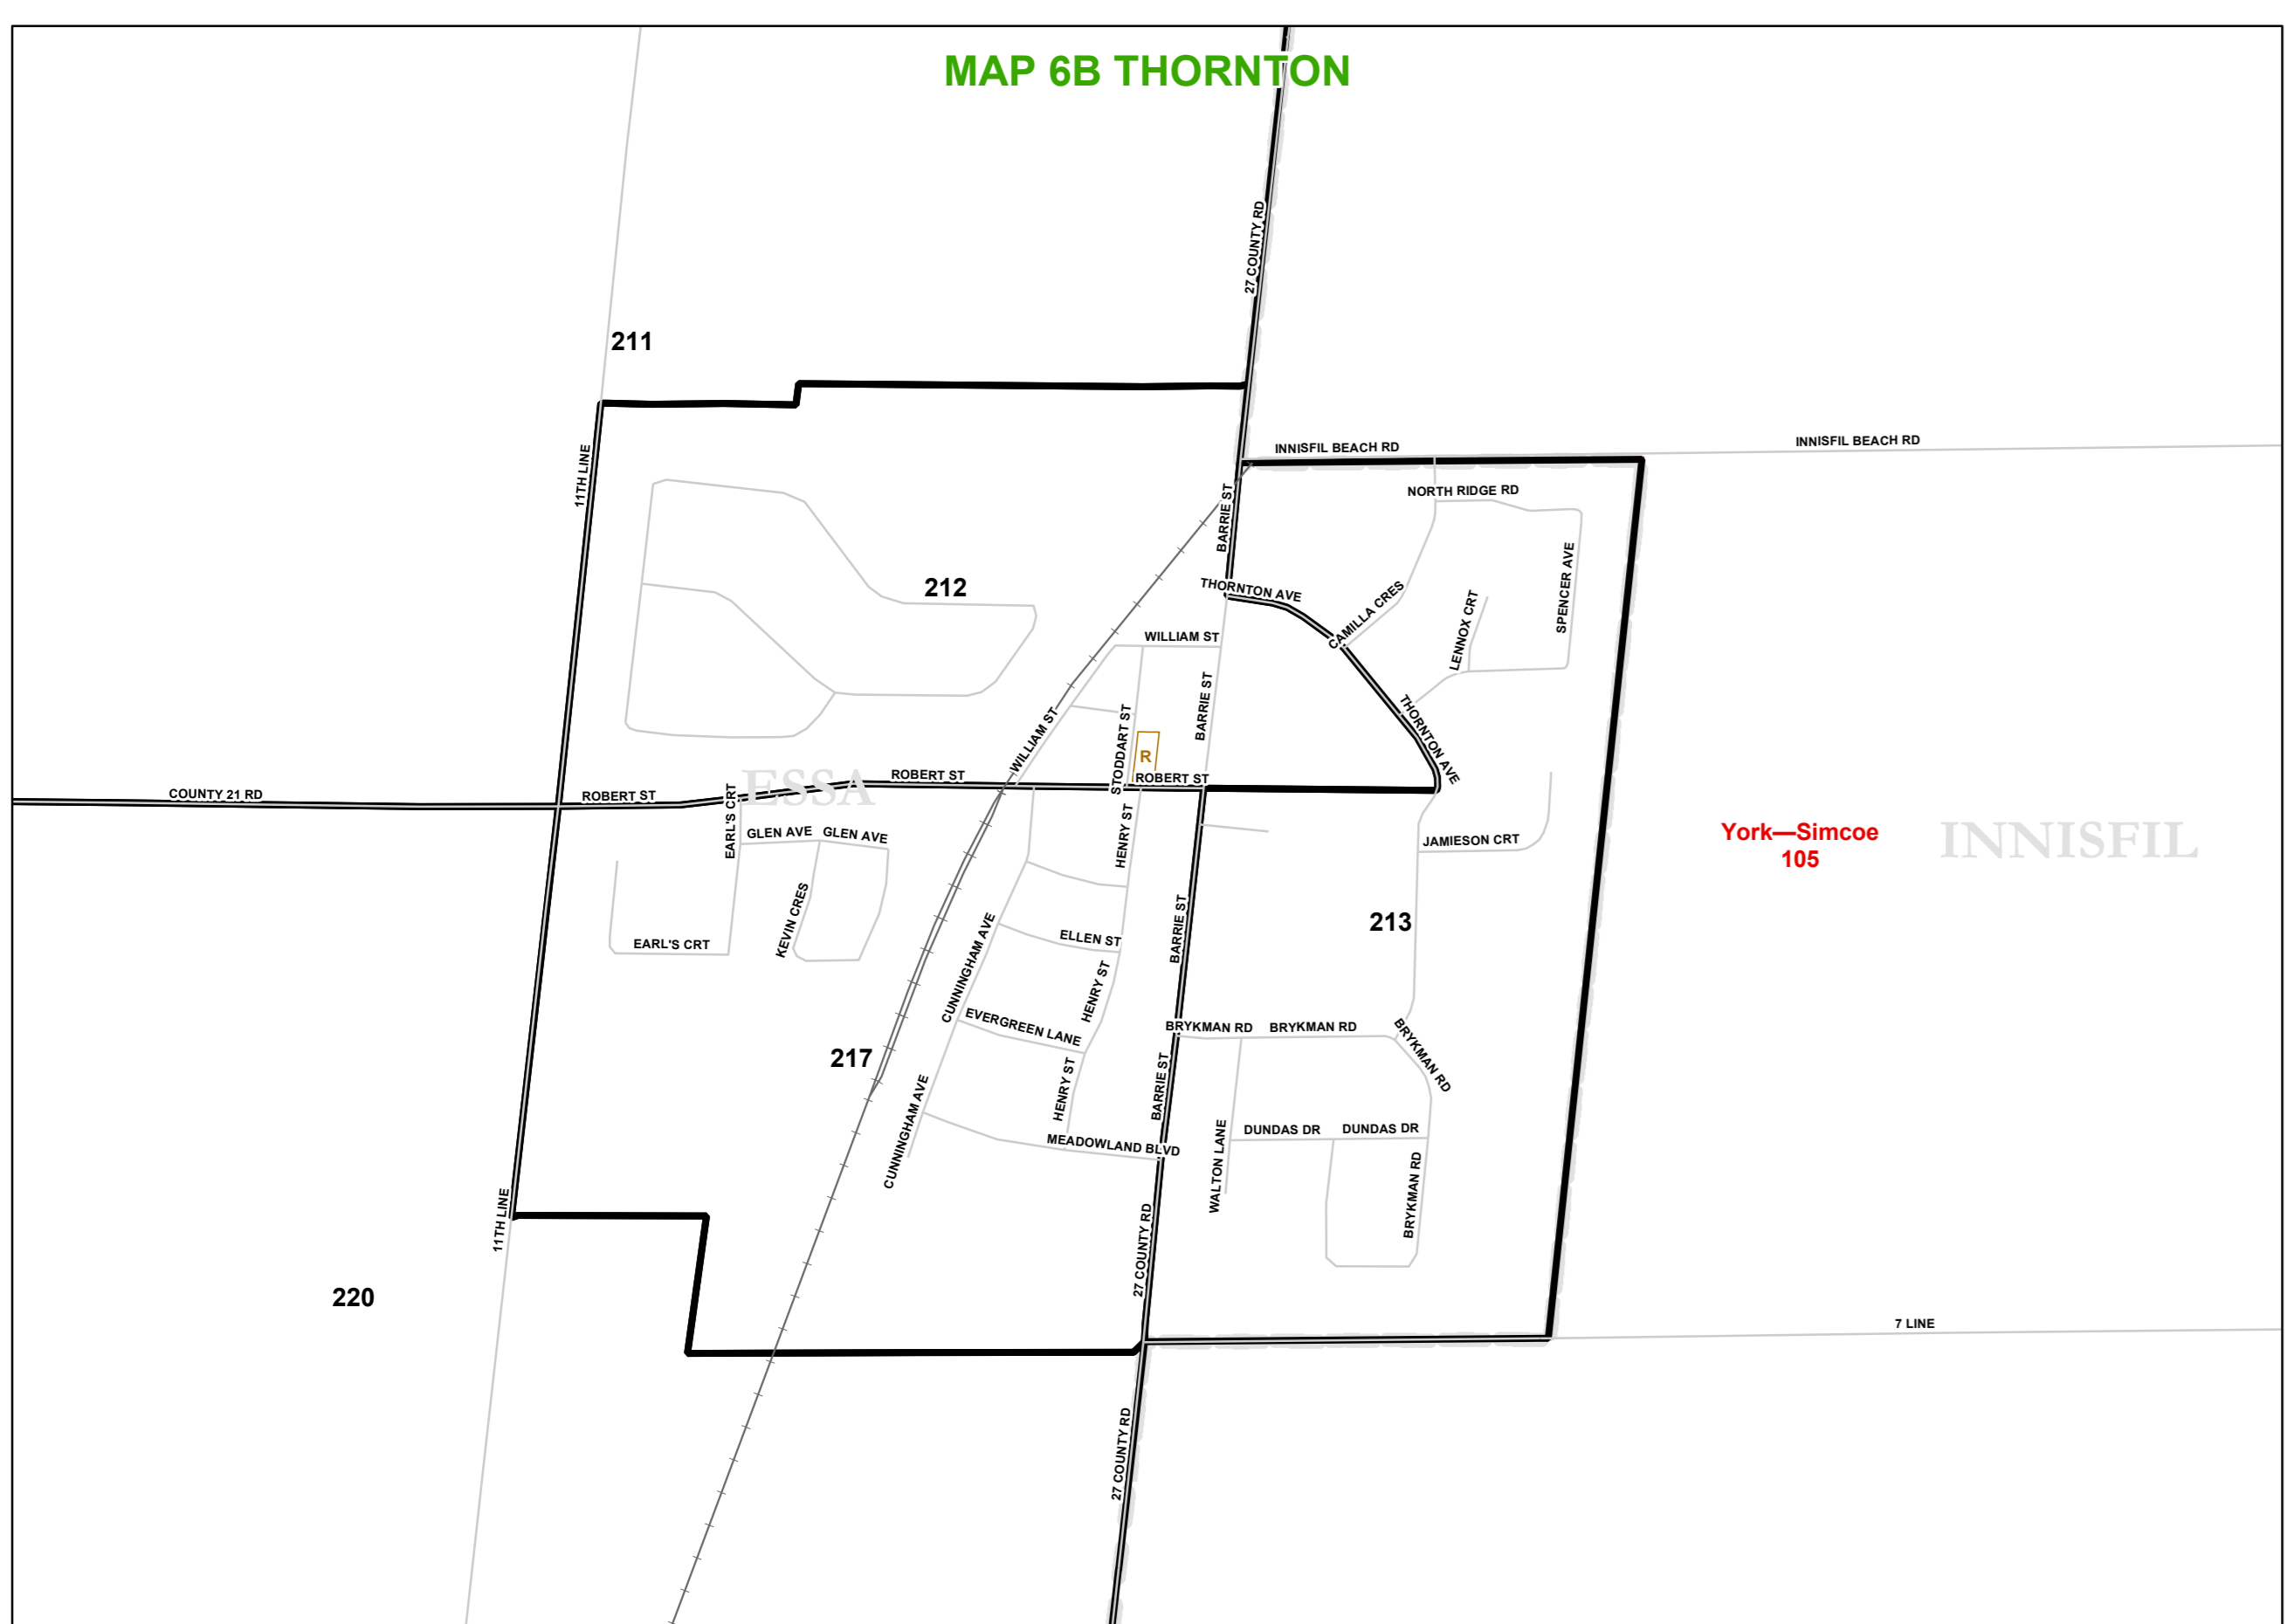 MAP 6B THORNTON
27 COUNTY RD
211
INNISFIL BEACH RD
INNISFIL BEACH RD
11TH LINE
NORTH RIDGE RD
BARRIE ST
212
THORNTON AVE
CAMILLA CRES
LENNOX CRT
SPENCER AVE
WILLIAM ST
BARRIE ST
STODDART ST
WILLIAM ST
THORNTON AVE
R
ROBERT ST
ROBERT ST
ESSA
COUNTY 21 RD
ROBERT ST
EARL'S CRT
GLEN AVE
GLEN AVE
HENRY ST
JAMIESON CRT
York—Simcoe
105
INNISFIL
KEVIN CRES
EARL'S CRT
CUNNINGHAM AVE
ELLEN ST
BARRIE ST
213
HENRY ST
EVERGREEN LANE
BRYKMAN RD
BRYKMAN RD
BRYKMAN RD
217
HENRY ST
BARRIE ST
CUNNINGHAM AVE
MEADOWLAND BLVD
DUNDAS DR
DUNDAS DR
WALTON LANE
BRYKMAN RD
11TH LINE
27 COUNTY RD
220
7 LINE
27 COUNTY RD